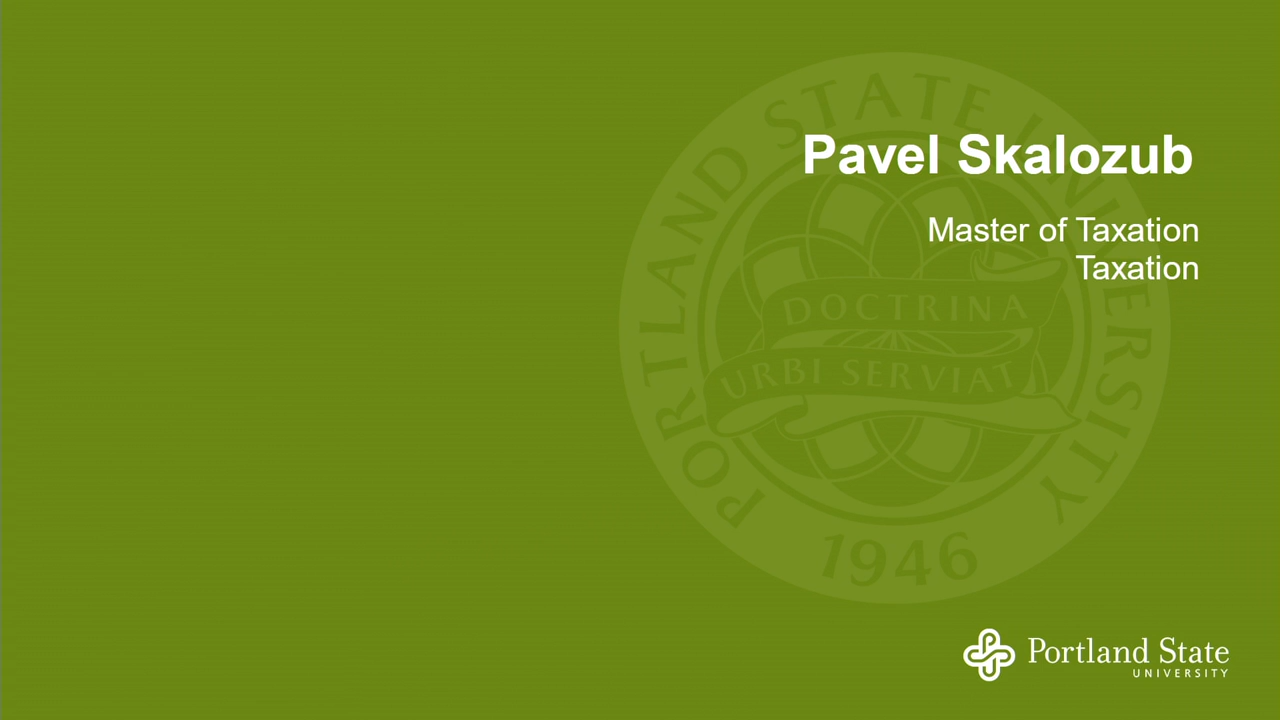 Pavel Skalozub
Master of Taxation
Taxation
PORTLAND STATE UNIVERSITY
DOCTRINA
URBI SERVIAT
1946
Portland State
UNIVERSITY